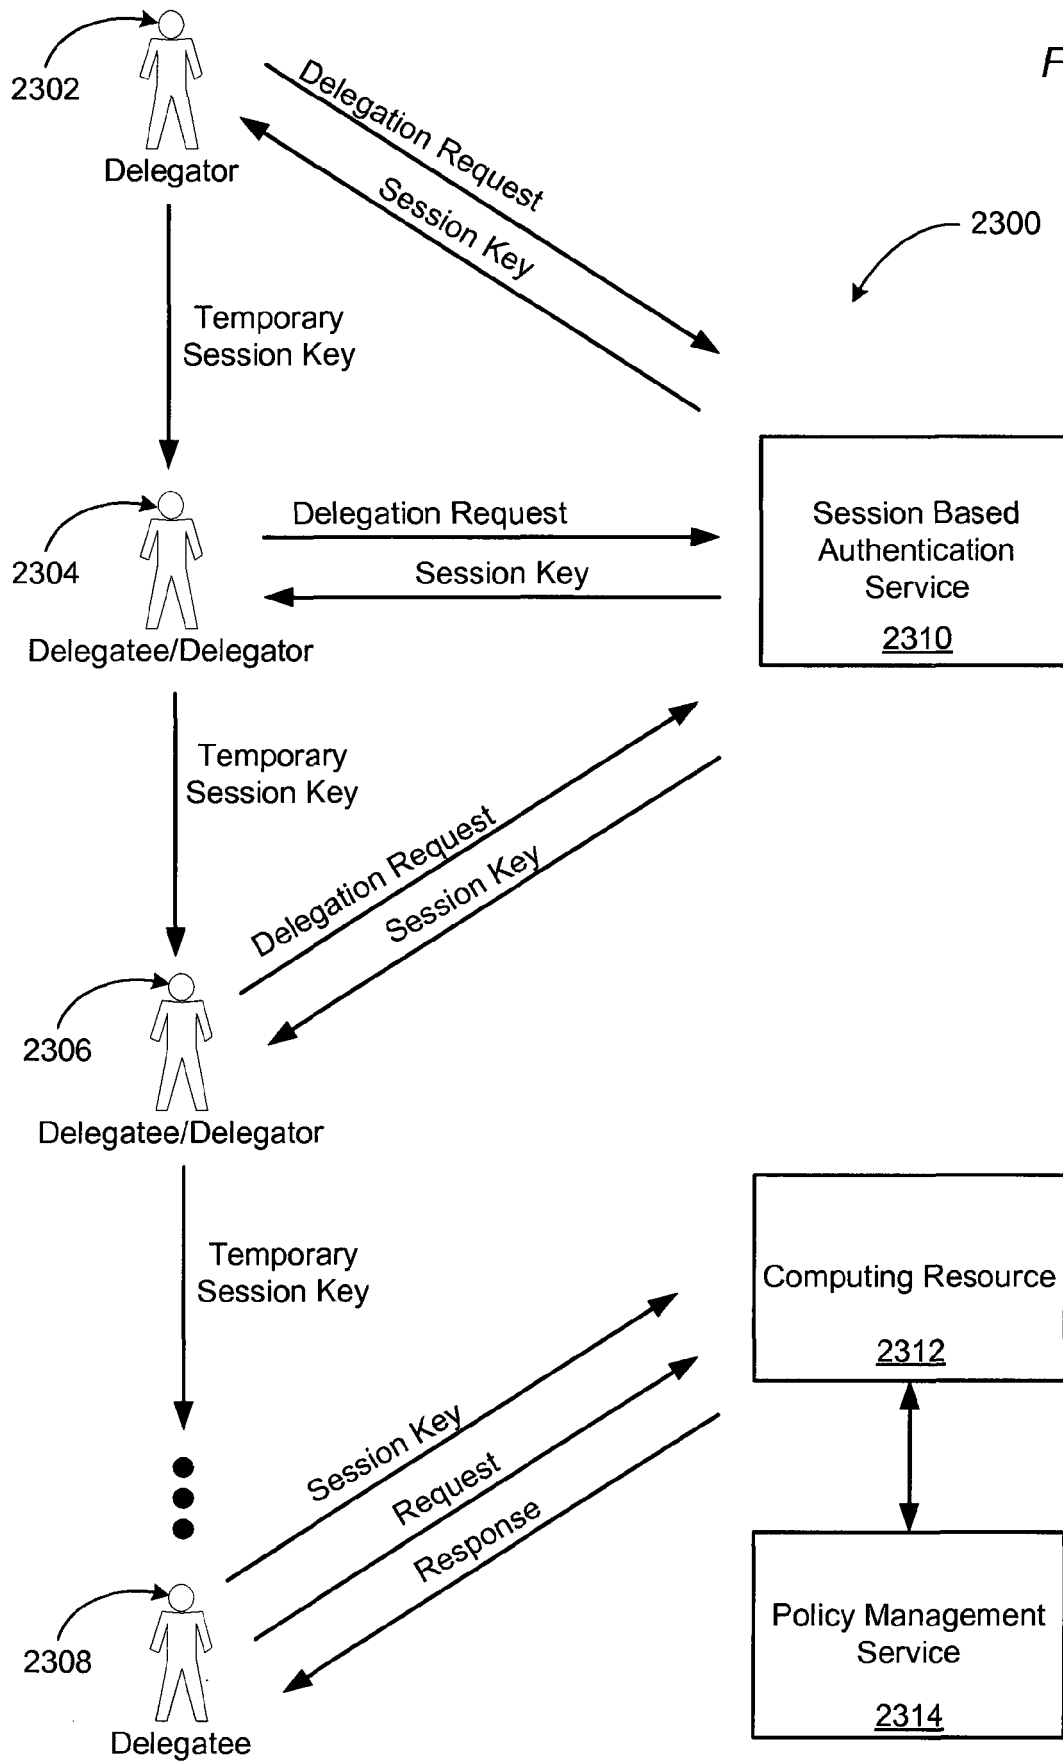 2302
F
Delegator
Delegation Request
Session Key
2300
Temporary
Session Key
2304
Delegatee/Delegator
Delegation Request
Session Key
Session Based
Authentication
Service
2310
Temporary
Session Key
Delegation Request
Session Key
2306
Delegatee/Delegator
Temporary
Session Key
Computing Resource
2312
Session Key
Request
Response
2308
Delegatee
Policy Management
Service
2314